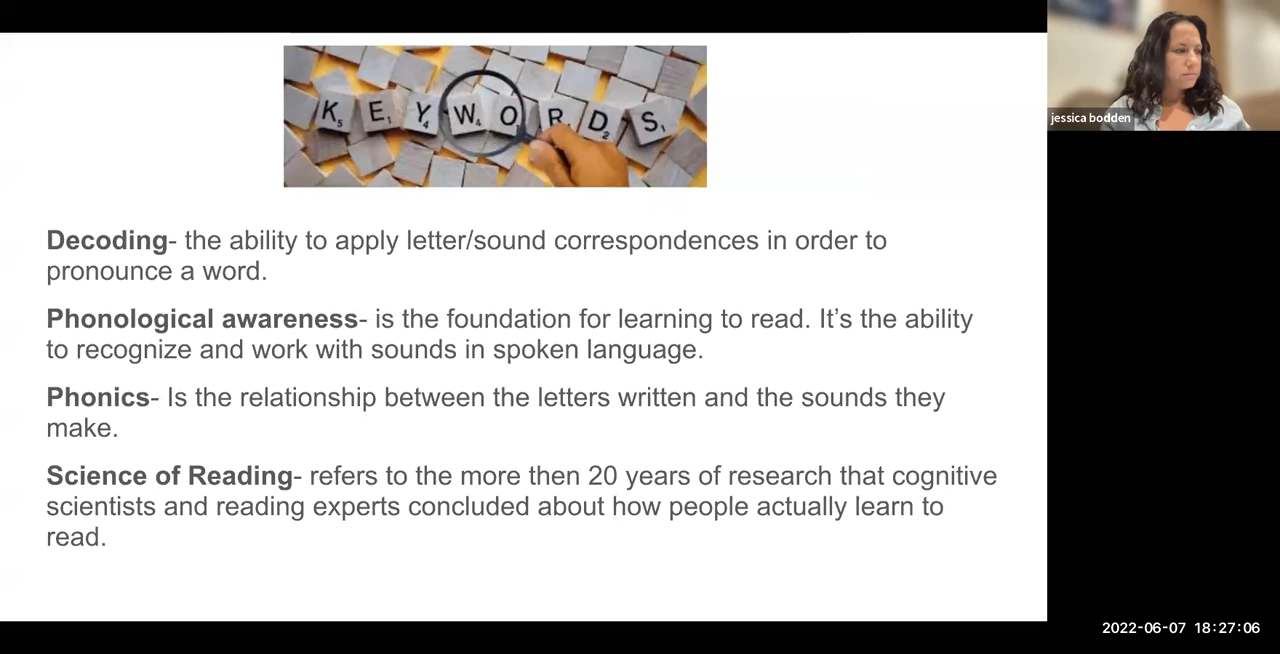 KEYWORDS
jessica bodden
Decoding- the ability to apply letter/sound correspondences in order to
pronounce a word.
Phonological awareness- is the foundation for learning to read. It’s the ability
to recognize and work with sounds in spoken language.
Phonics- Is the relationship between the letters written and the sounds they
make.
Science of Reading- refers to the more then 20 years of research that cognitive
scientists and reading experts concluded about how people actually learn to
read.
2022-06-07 18:27:06